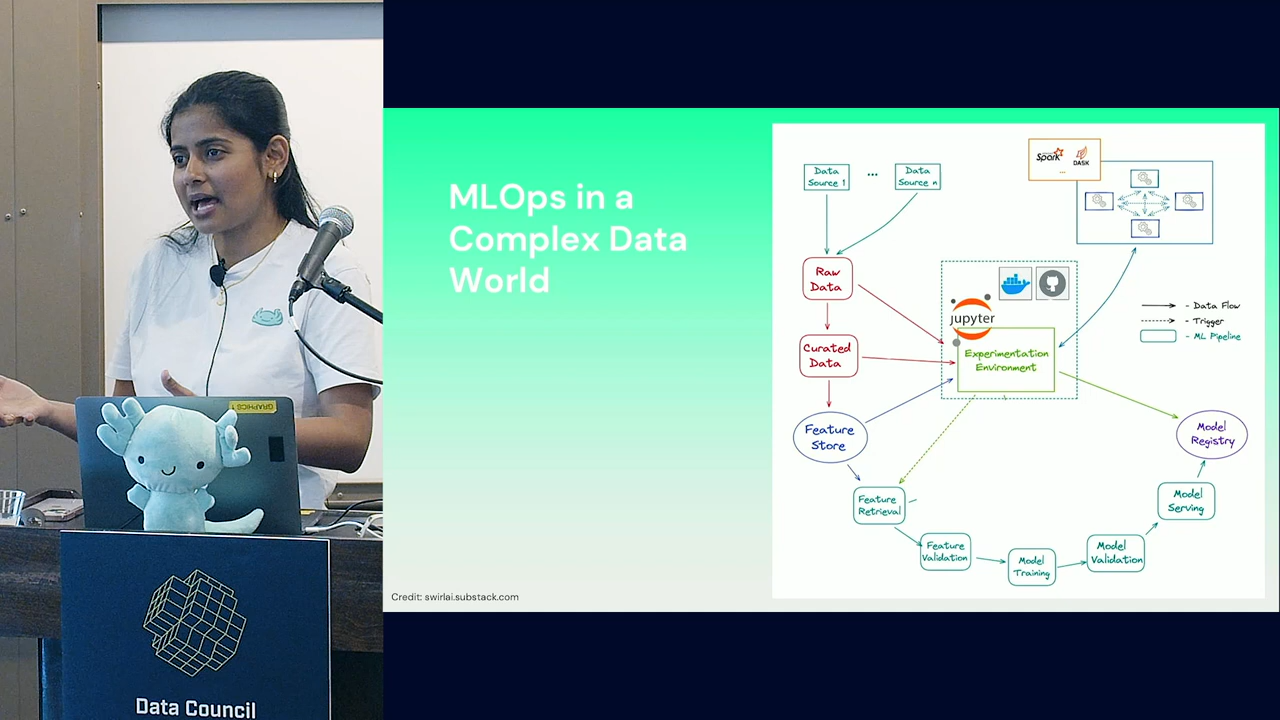 MLOps in a
Complex Data
World
Data
Source 1
...
Data
Source n
Spark
DASK
...
Raw
Data
Curated
Data
Feature
Store
jupyter
Experimentation
Environment
- Data Flow
- Trigger
- ML Pipeline
Model
Registry
Feature
Retrieval
Feature
Validation
Model
Training
Model
Validation
Model
Serving
Credit: swirlai.substack.com
GRAPHICS 1
Data Council